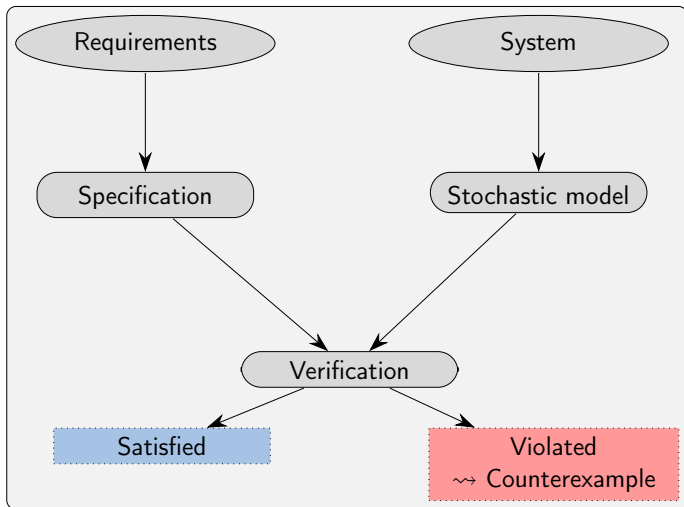 Requirements
System
Specification
Stochastic model
Verification
Satisfied
Violated
⇝ Counterexample